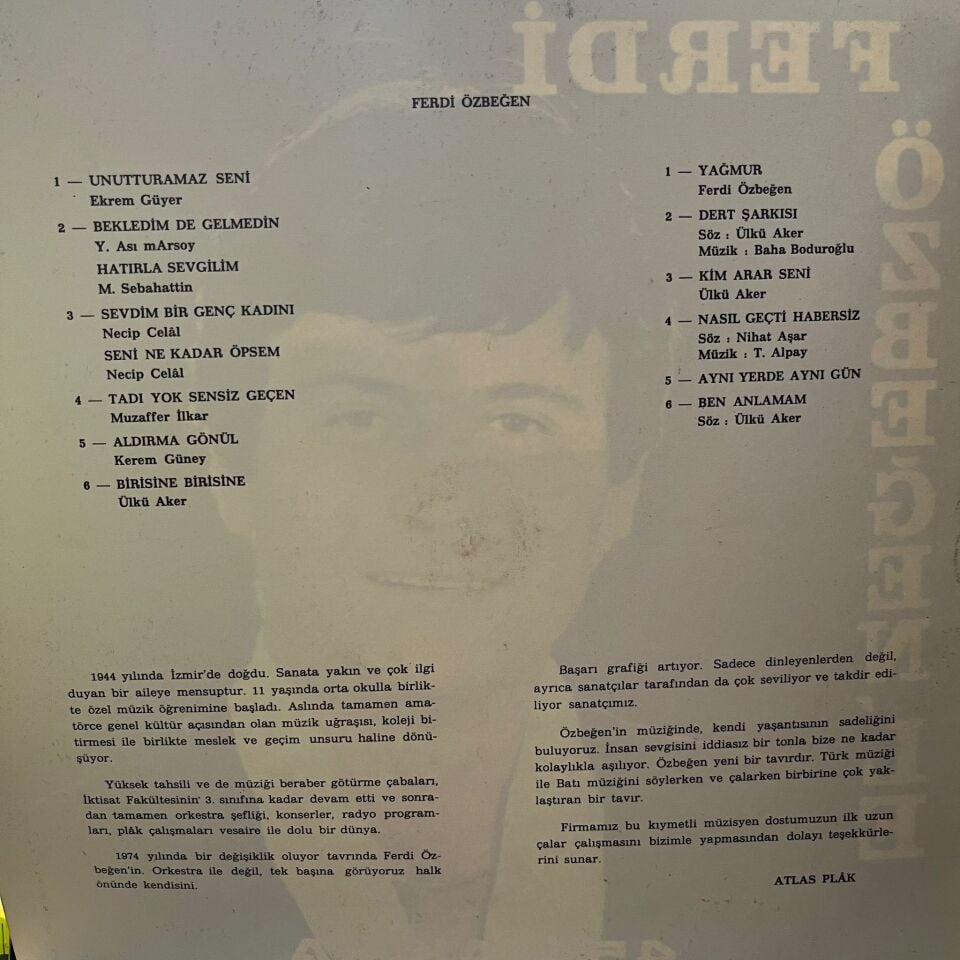 FERDİ
ÖZBEĞEN'LE
FERDİ ÖZBEĞEN
1 — UNUTTURAMAZ SENİ
Ekrem Güyer
2 — BEKLEDİM DE GELMEDİN
Y. Ası mArsoy
HATIRLA SEVGİLİM
M. Sebahattin
3 — SEVDİM BİR GENÇ KADINI
Necip Celâl
SENİ NE KADAR ÖPSEM
Necip Celâl
4 — TADI YOK SENSİZ GEÇEN
Muzaffer İlkar
5 — ALDIRMA GÖNÜL
Kerem Güney
6 — BİRİSİNE BİRİSİNE
Ülkü Aker
1 — YAĞMUR
Ferdi Özbeğen
2 — DERT ŞARKISI
Söz : Ülkü Aker
Müzik : Baha Boduroğlu
3 — KİM ARAR SENİ
Ülkü Aker
4 — NASIL GEÇTİ HABERSİZ
Söz : Nihat Aşar
Müzik : T. Alpay
5 — AYNI YERDE AYNI GÜN
6 — BEN ANLAMAM
Söz : Ülkü Aker
1944 yılında İzmir'de doğdu. Sanata yakın ve çok ilgi
duyan bir aileye mensuptur. 11 yaşında orta okulla birlik-
te özel müzik öğrenimine başladı. Aslında tamamen ama-
törce genel kültür açısından olan müzik uğraşısı, koleji bi-
tirmesi ile birlikte meslek ve geçim unsuru haline dönü-
şüyor.
Yüksek tahsili ve de müziği beraber götürme çabaları,
İktisat Fakültesinin 3. sınıfına kadar devam etti ve sonra-
dan tamamen orkestra şefliği, konserler, radyo program-
ları, plâk çalışmaları vesaire ile dolu bir dünya.
1974 yılında bir değişiklik oluyor tavrında Ferdi Öz-
beğen'in. Orkestra ile değil, tek başına görüyoruz halk
önünde kendisini.
Başarı grafiği artıyor. Sadece dinleyenlerden değil,
ayrıca sanatçılar tarafından da çok seviliyor ve takdir edi-
liyor sanatçımız.
Özbeğen'in müziğinde, kendi yaşantısının sadeliğini
buluyoruz. İnsan sevgisini iddiasız bir tonla bize ne kadar
kolaylıkla aşılıyor. Özbeğen yeni bir tavırdır. Türk müziği
ile Batı müziğini söylerken ve çalarken birbirine çok yak-
laştıran bir tavır.
Firmamız bu kıymetli müzisyen dostumuzun ilk uzun
çalar çalışmasını bizimle yapmasından dolayı teşekkürle-
rini sunar.
ATLAS PLÂK